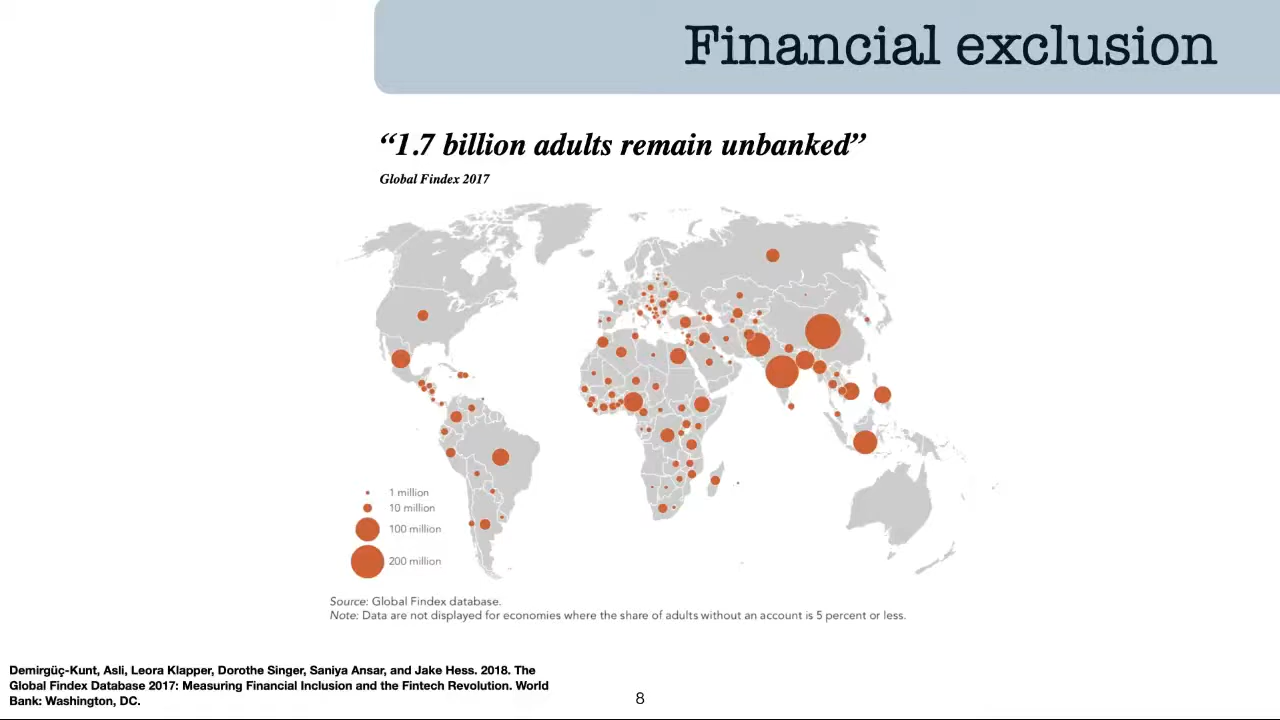 Financial exclusion
“1.7 billion adults remain unbanked”
Global Findex 2017
1 million
10 million
100 million
200 million
Source: Global Findex database.
Note: Data are not displayed for economies where the share of adults without an account is 5 percent or less.
Demirgüç-Kunt, Asli, Leora Klapper, Dorothe Singer, Saniya Ansar, and Jake Hess. 2018. The
Global Findex Database 2017: Measuring Financial Inclusion and the Fintech Revolution. World
Bank: Washington, DC.
8